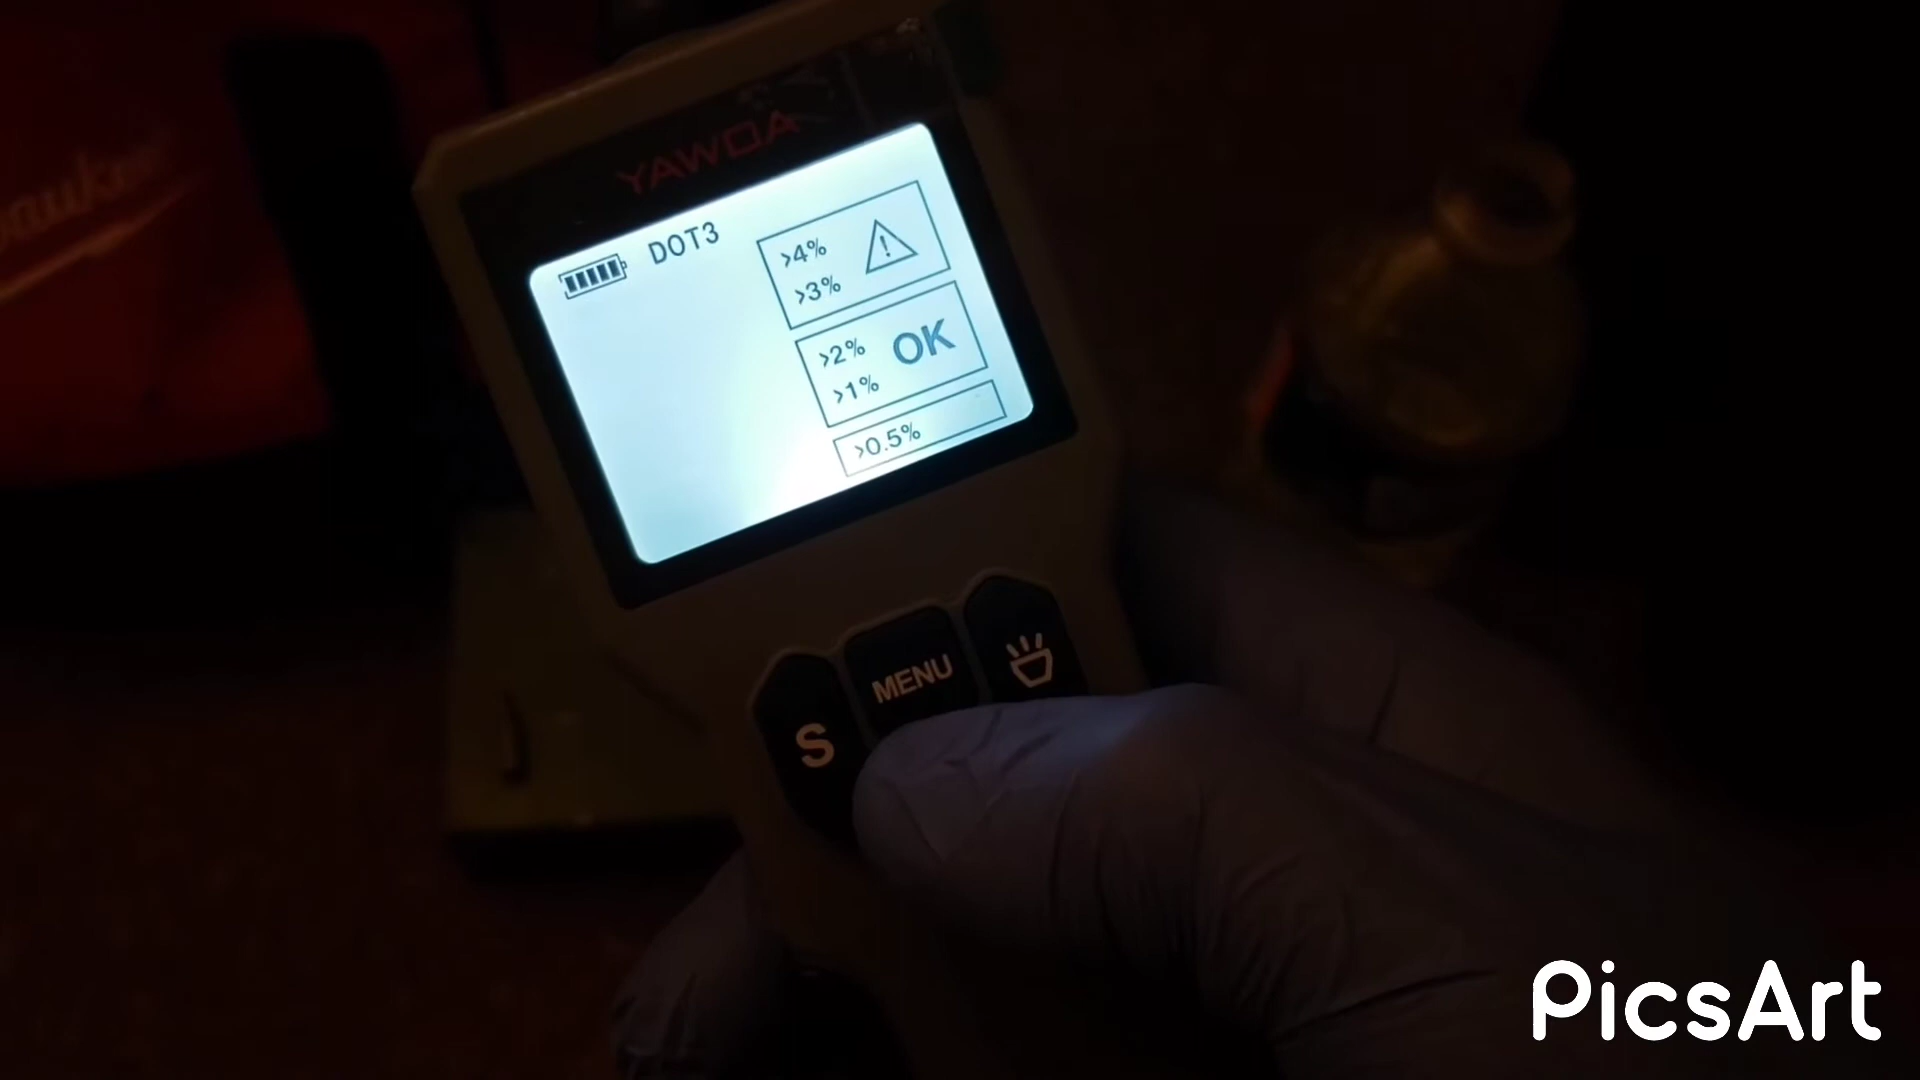 YAWOA
DOT3
>4%
>3%
!
>2%
>1%
OK
>0.5%
MENU
S
PicsArt